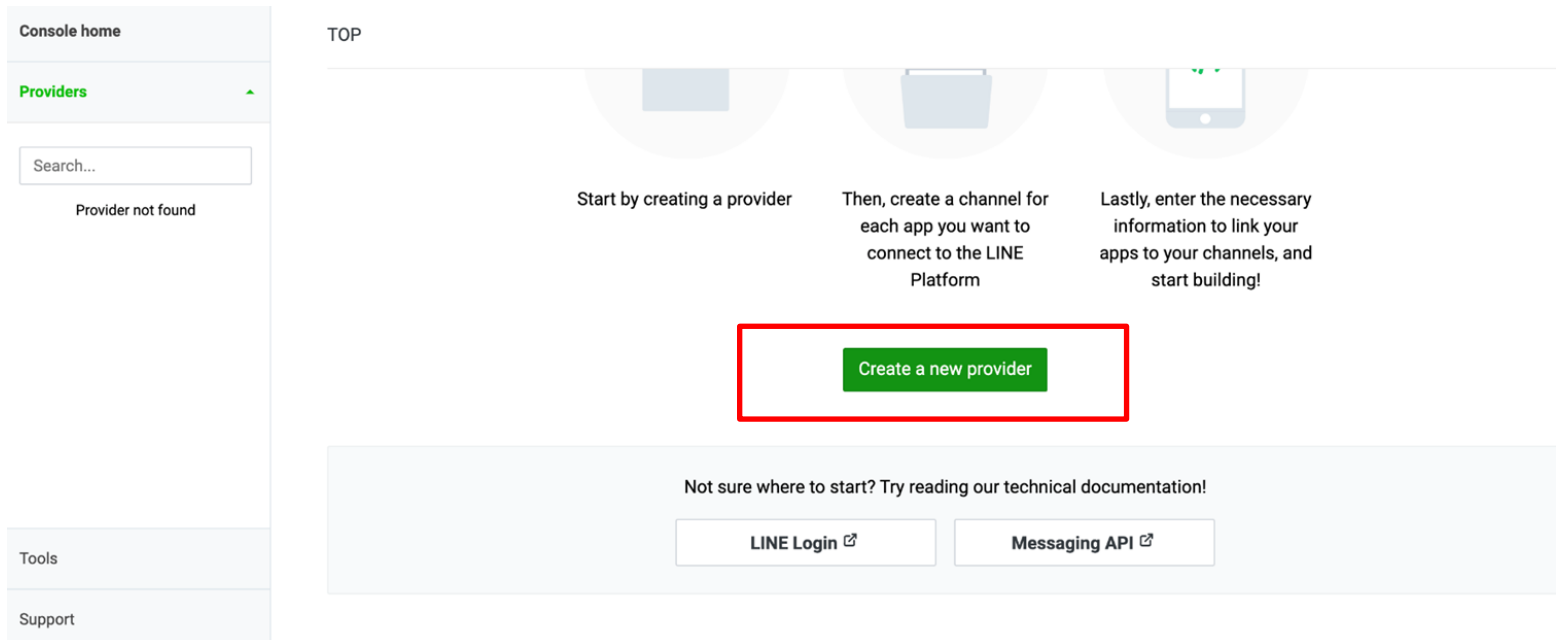 Console home
TOP
Providers
Search...
Provider not found
Start by creating a provider
Then, create a channel for
each app you want to
connect to the LINE
Platform
Lastly, enter the necessary
information to link your
apps to your channels, and
start building!
Create a new provider
Not sure where to start? Try reading our technical documentation!
LINE Login
Messaging API
Tools
Support